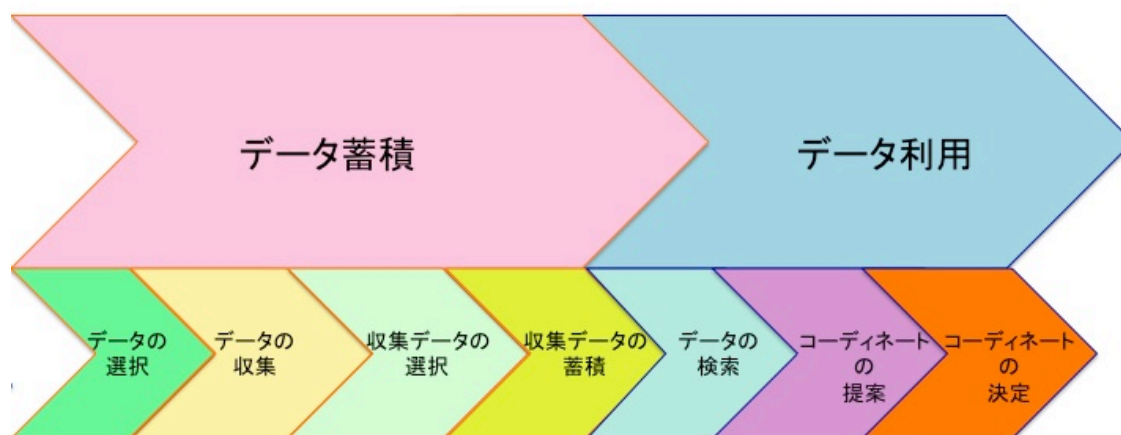 データ蓄積
データ利用
データの
選択
データの
収集
収集データの
選択
収集データの
蓄積
データの
検索
コーディネート
の
提案
コーディネート
の
決定